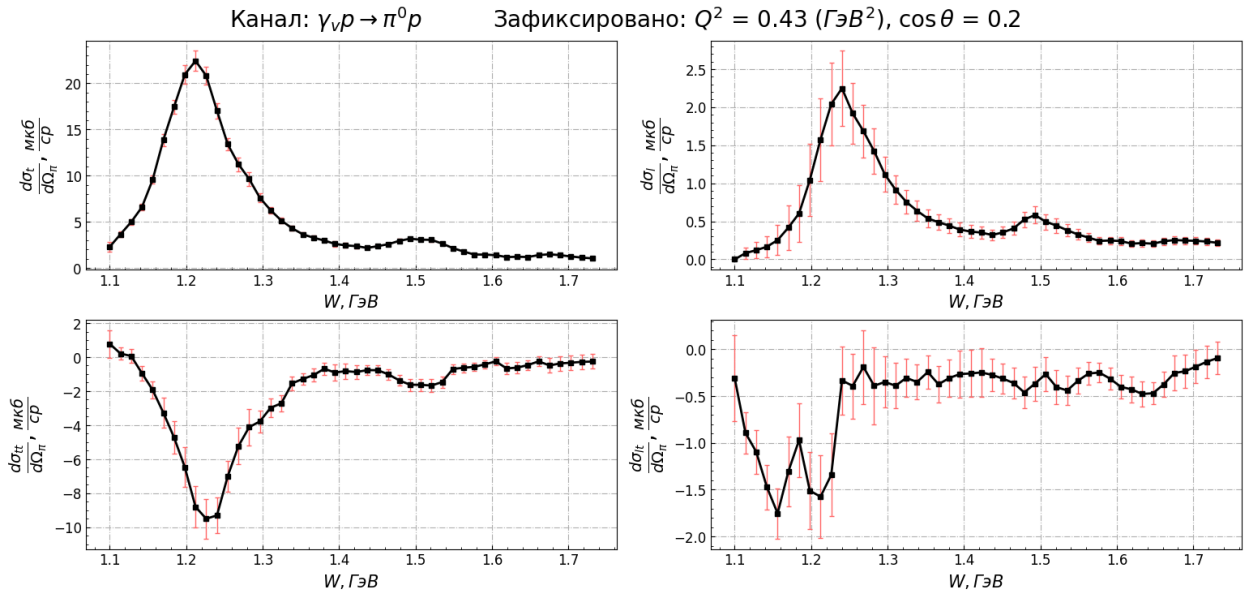 Канал: γᵥp → π⁰p Зафиксировано: Q² = 0.43 (ГэВ²), cos θ = 0.2
dσₜ/dΩ_π, мкб/ср
20
15
10
5
0
1.1 1.2 1.3 1.4 1.5 1.6 1.7
W, ГэВ
dσₗ/dΩ_π, мкб/ср
2.5
2.0
1.5
1.0
0.5
0.0
1.1 1.2 1.3 1.4 1.5 1.6 1.7
W, ГэВ
dσₜₜ/dΩ_π, мкб/ср
2
0
−2
−4
−6
−8
−10
1.1 1.2 1.3 1.4 1.5 1.6 1.7
W, ГэВ
dσₗₜ/dΩ_π, мкб/ср
0.0
−0.5
−1.0
−1.5
−2.0
1.1 1.2 1.3 1.4 1.5 1.6 1.7
W, ГэВ